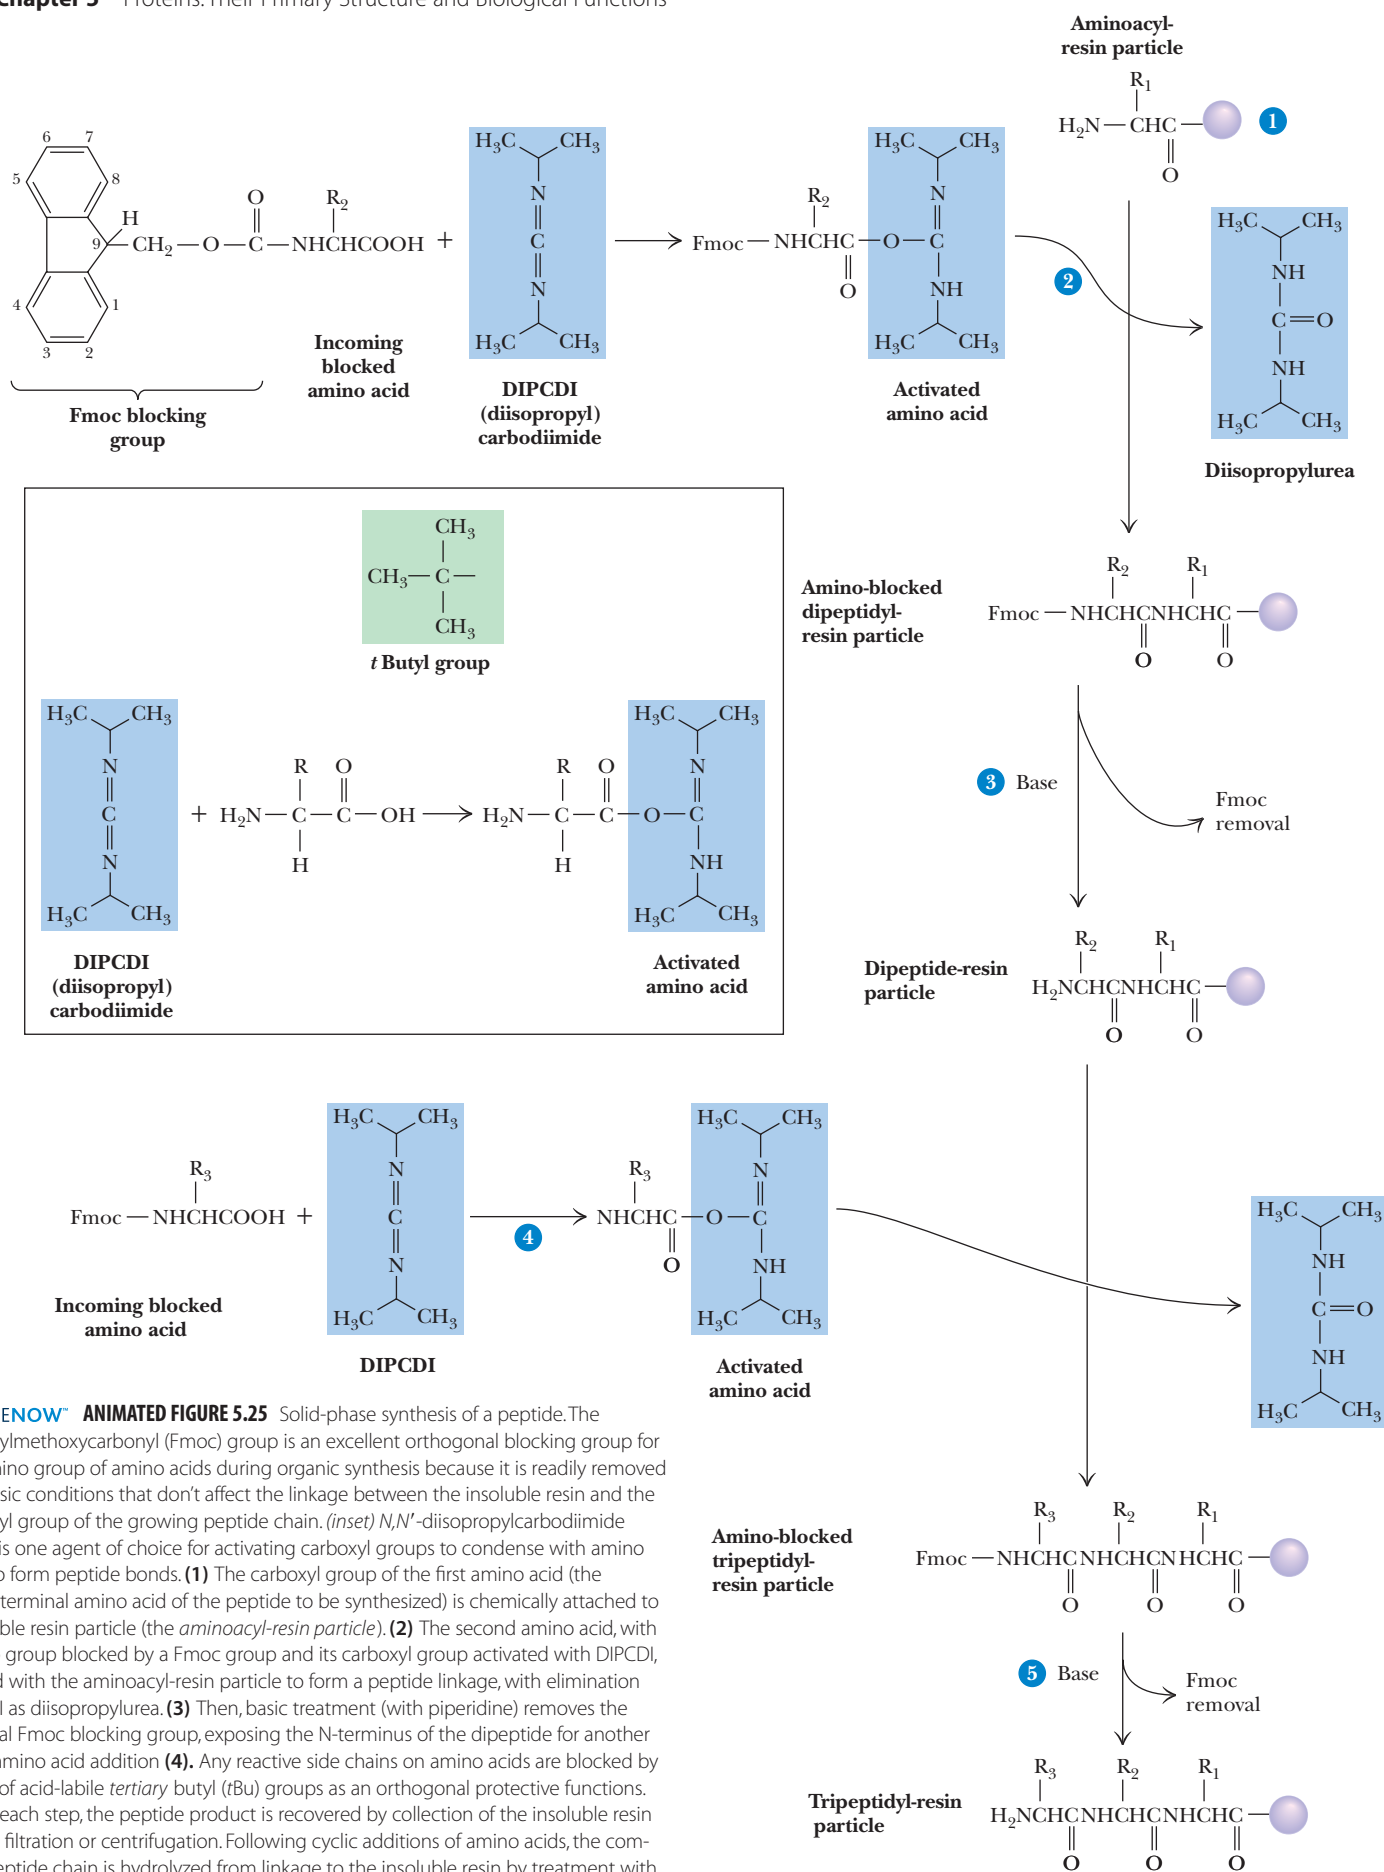 Chapter 5 Proteins: Their Primary Structure and Biological Functions
Aminoacyl-
resin particle
R1
H2N—CHC—
O
1
6 7
5 8
H
9
4 1
3 2
CH2—O—C—NHCHCOOH +
O
R2
Fmoc blocking
group
Incoming
blocked
amino acid
H3C CH3
N
C
N
H3C CH3
DIPCDI
(diisopropyl)
carbodiimide
R2
Fmoc—NHCHC—O—C
O
H3C CH3
N
NH
H3C CH3
Activated
amino acid
2
H3C CH3
NH
C=O
NH
H3C CH3
Diisopropylurea
CH3
CH3—C—
CH3
t Butyl group
H3C CH3
N
C
N
H3C CH3
DIPCDI
(diisopropyl)
carbodiimide
R O
+ H2N—C—C—OH
H
R O
H2N—C—C—O—C
H
H3C CH3
N
NH
H3C CH3
Activated
amino acid
Amino-blocked
dipeptidyl-
resin particle
R2 R1
Fmoc—NHCHCNHCHC—
O O
3 Base
Fmoc
removal
Dipeptide-resin
particle
R2 R1
H2NCHCNHCHC—
O O
R3
Fmoc—NHCHCOOH +
Incoming blocked
amino acid
H3C CH3
N
C
N
H3C CH3
DIPCDI
4
R3
NHCHC—O—C
O
H3C CH3
N
NH
H3C CH3
Activated
amino acid
H3C CH3
NH
C=O
NH
H3C CH3
Amino-blocked
tripeptidyl-
resin particle
R3 R2 R1
Fmoc—NHCHCNHCHCNHCHC—
O O O
5 Base
Fmoc
removal
Tripeptidyl-resin
particle
R3 R2 R1
H2NCHCNHCHCNHCHC—
O O O
ENOW™ ANIMATED FIGURE 5.25 Solid-phase synthesis of a peptide. The
ylmethoxycarbonyl (Fmoc) group is an excellent orthogonal blocking group for
ino group of amino acids during organic synthesis because it is readily removed
sic conditions that don't affect the linkage between the insoluble resin and the
yl group of the growing peptide chain. (inset) N,N′-diisopropylcarbodiimide
is one agent of choice for activating carboxyl groups to condense with amino
o form peptide bonds. (1) The carboxyl group of the first amino acid (the
terminal amino acid of the peptide to be synthesized) is chemically attached to
ble resin particle (the aminoacyl-resin particle). (2) The second amino acid, with
group blocked by a Fmoc group and its carboxyl group activated with DIPCDI,
d with the aminoacyl-resin particle to form a peptide linkage, with elimination
l as diisopropylurea. (3) Then, basic treatment (with piperidine) removes the
al Fmoc blocking group, exposing the N-terminus of the dipeptide for another
amino acid addition (4). Any reactive side chains on amino acids are blocked by
of acid-labile tertiary butyl (tBu) groups as an orthogonal protective functions.
each step, the peptide product is recovered by collection of the insoluble resin
filtration or centrifugation. Following cyclic additions of amino acids, the com-
eptide chain is hydrolyzed from linkage to the insoluble resin by treatment with